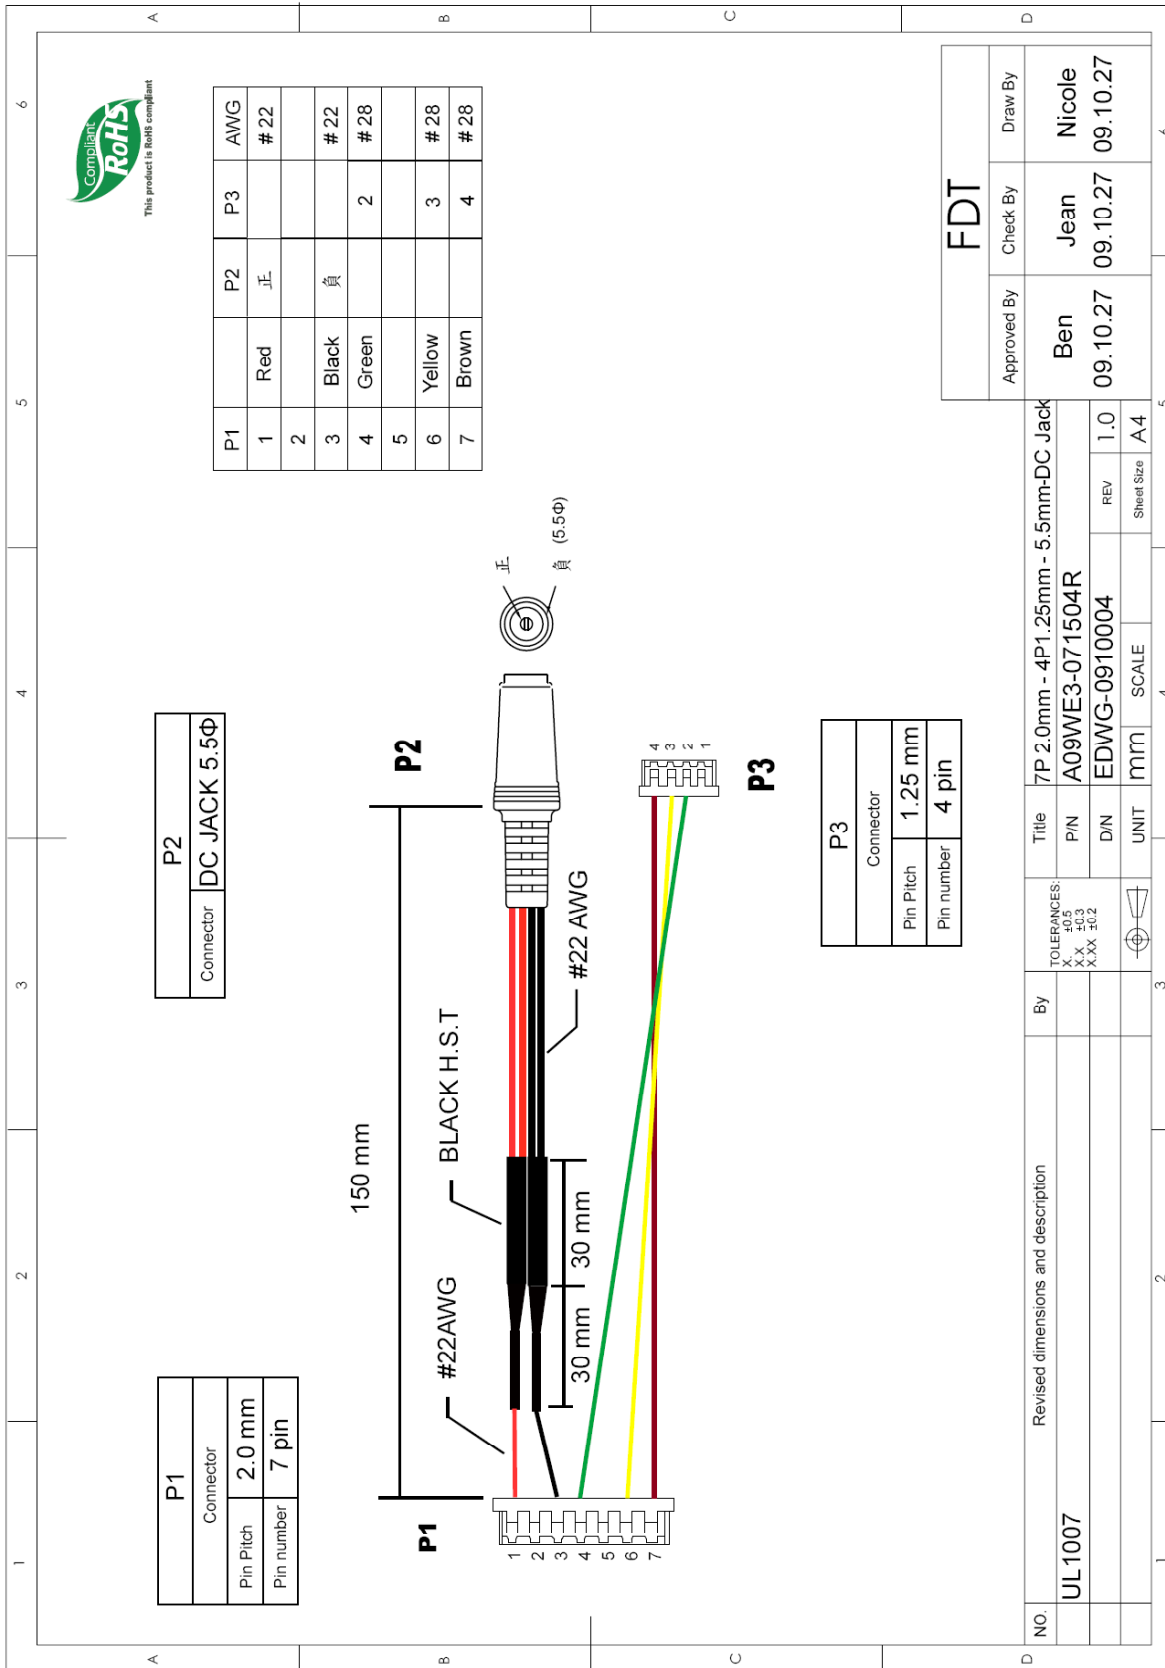 1 2 3 4 5 6
A
B
C
D
A
B
C
D
Compliant
RoHS
This product is RoHS compliant
P1
Connector
Pin Pitch 2.0 mm
Pin number 7 pin
P2
Connector DC JACK 5.5Φ
P1 P2 P3 AWG
1 Red 正 #22
2
3 Black 負 #22
4 Green 2 #28
5
6 Yellow 3 #28
7 Brown 4 #28
150 mm
P1
#22AWG
BLACK H.S.T
P2
正
負 (5.5Φ)
1
2
3
4
5
6
7
30 mm 30 mm
#22 AWG
4
3
2
1
P3
P3
Connector
Pin Pitch 1.25 mm
Pin number 4 pin
FDT
Approved By Check By Draw By
Ben Jean Nicole
09.10.27 09.10.27 09.10.27
NO. Revised dimensions and description By
UL1007
TOLERANCES:
X. ±0.5
X.X ±0.3
X.XX ±0.2
Title 7P 2.0mm - 4P1.25mm - 5.5mm-DC Jack
P/N A09WE3-071504R
D/N EDWG-0910004 REV 1.0
UNIT mm SCALE Sheet Size A4
1 2 3 4 5 6